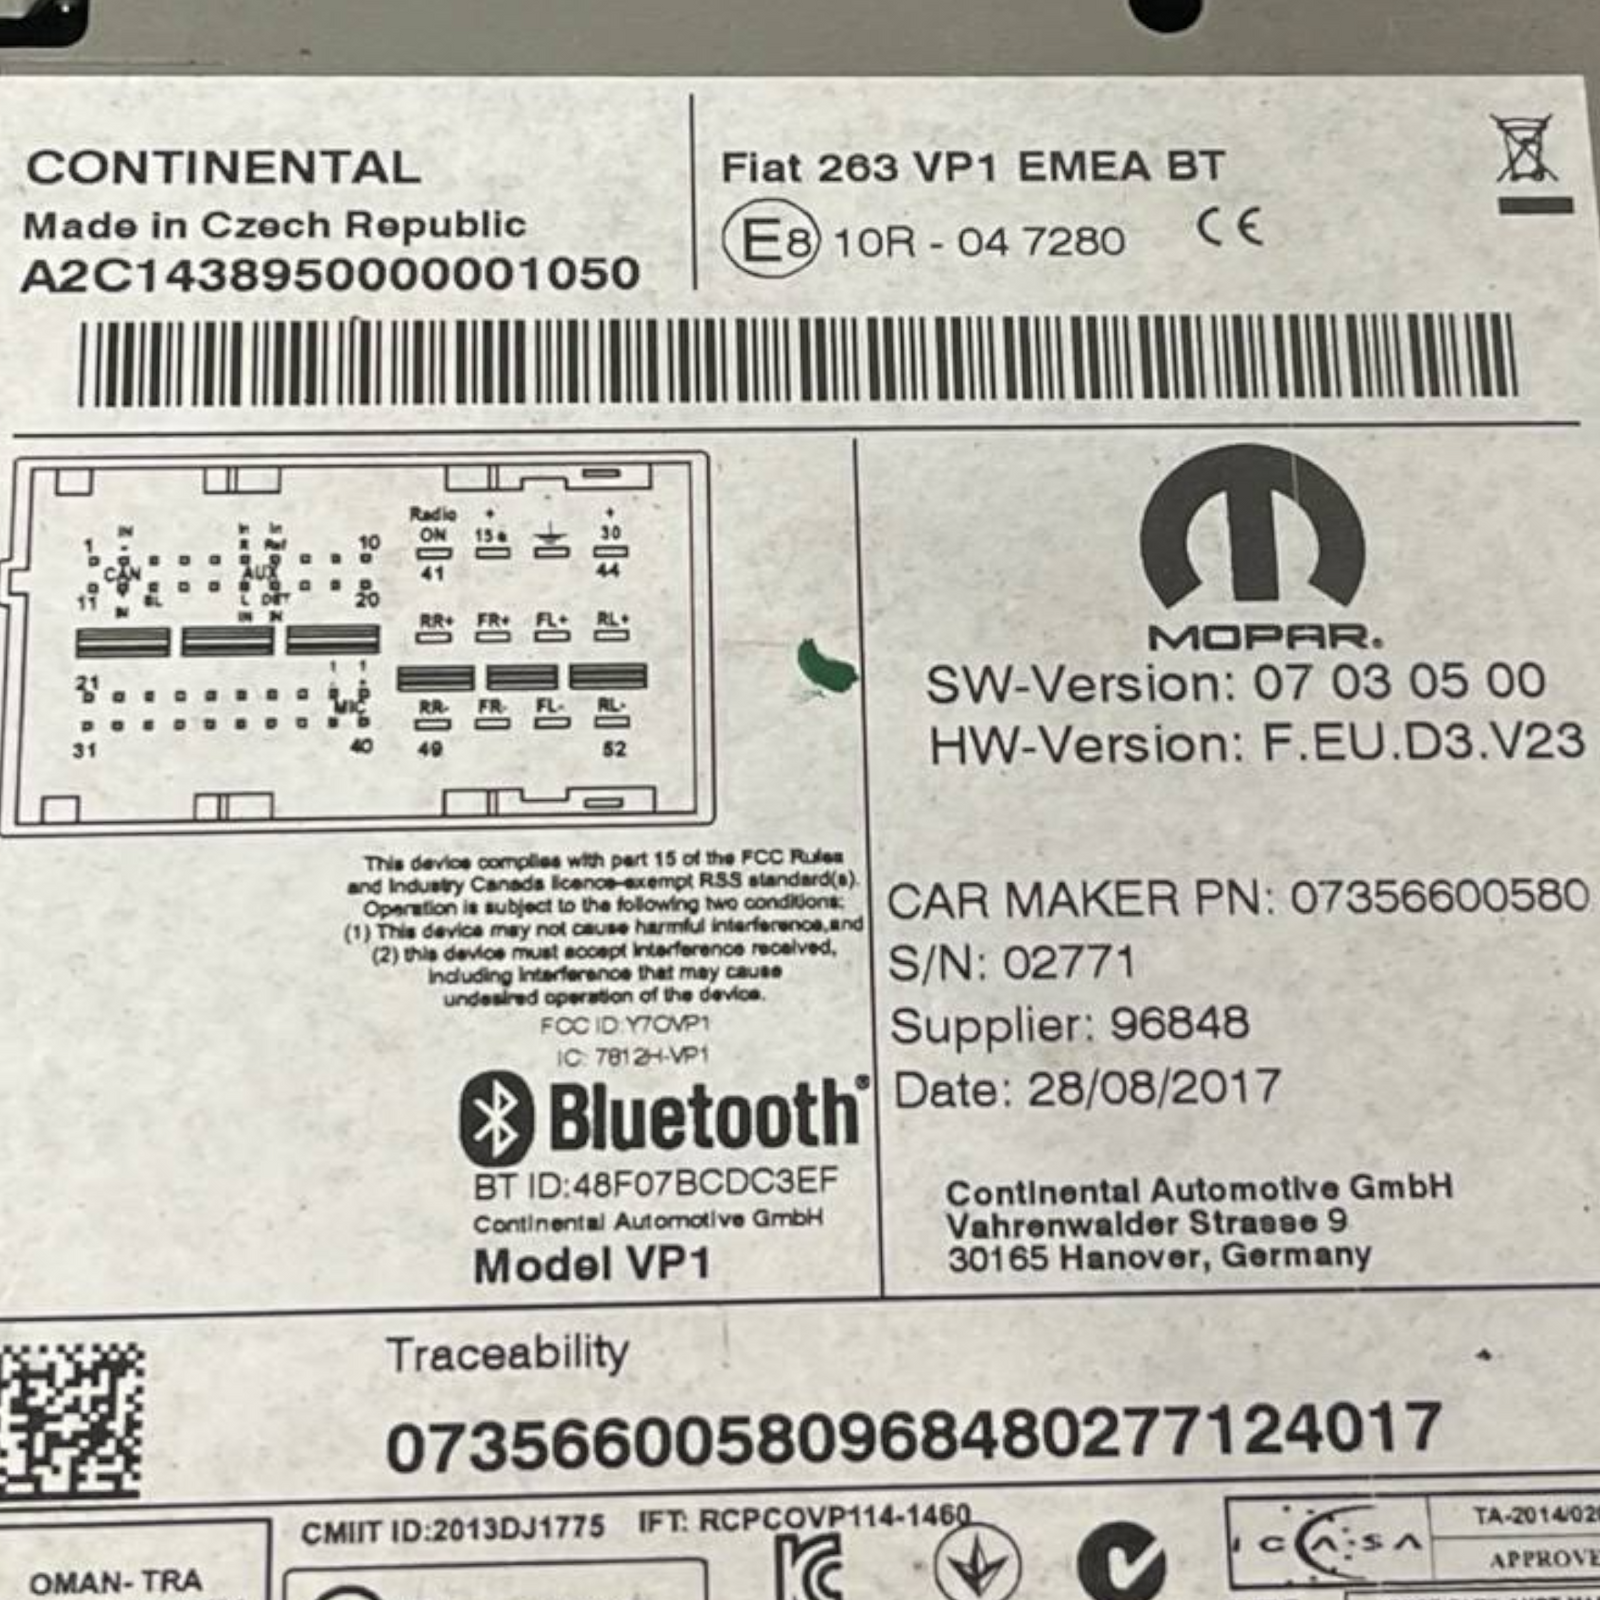 CONTINENTAL
Made in Czech Republic
A2C1438950000001050
Fiat 263 VP1 EMEA BT
E8 10R - 04 7280 CE
Radio + +
ON 15a 30
41 44
1 IN 10
CAN AUX
11 20
RR+ FR+ FL+ RL+
21
MIC
RR- FR- FL- RL-
31 40 49 52
MOPAR®
SW-Version: 07 03 05 00
HW-Version: F.EU.D3.V23
This device complies with part 15 of the FCC Rules
and Industry Canada licence-exempt RSS standard(s).
Operation is subject to the following two conditions:
(1) This device may not cause harmful interference,and
(2) this device must accept interference received,
including interference that may cause
undesired operation of the device.
FCC ID:Y7OVP1
IC: 7812H-VP1
Bluetooth®
BT ID:48F07BCDC3EF
Continental Automotive GmbH
Model VP1
CAR MAKER PN: 07356600580
S/N: 02771
Supplier: 96848
Date: 28/08/2017
Continental Automotive GmbH
Vahrenwalder Strasse 9
30165 Hanover, Germany
Traceability
07356600580968480277124017
CMIIT ID:2013DJ1775 IFT: RCPCOVP114-1460
OMAN- TRA
ICASA